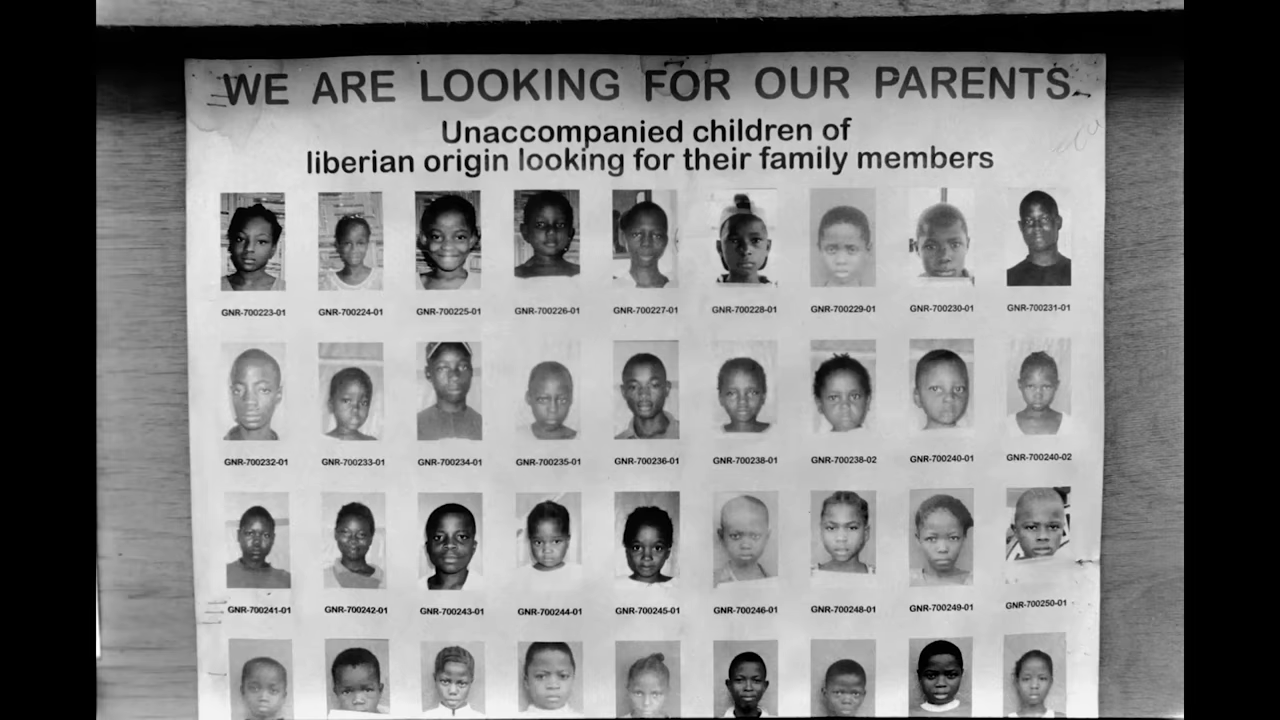 WE ARE LOOKING FOR OUR PARENTS
Unaccompanied children of
liberian origin looking for their family members
GNR-700223-01 GNR-700224-01 GNR-700225-01 GNR-700226-01 GNR-700227-01 GNR-700228-01 GNR-700229-01 GNR-700230-01 GNR-700231-01
GNR-700232-01 GNR-700233-01 GNR-700234-01 GNR-700235-01 GNR-700236-01 GNR-700238-01 GNR-700238-02 GNR-700240-01 GNR-700240-02
GNR-700241-01 GNR-700242-01 GNR-700243-01 GNR-700244-01 GNR-700245-01 GNR-700246-01 GNR-700248-01 GNR-700249-01 GNR-700250-01